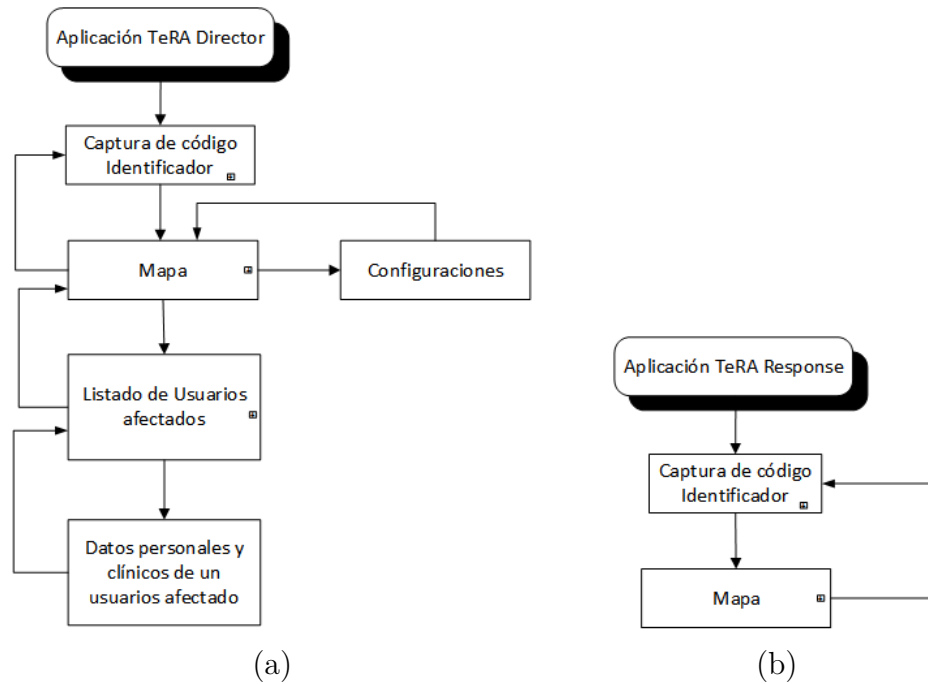 Aplicación TeRA Director
Captura de código
Identificador
Mapa
Configuraciones
Listado de Usuarios
afectados
Datos personales y
clínicos de un
usuarios afectado
(a)
Aplicación TeRA Response
Captura de código
Identificador
Mapa
(b)